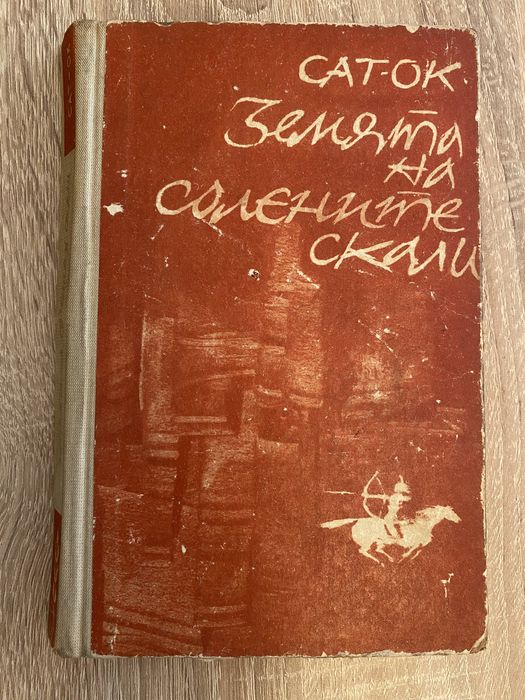 САТ-ОК
Земята
на
солените
скали